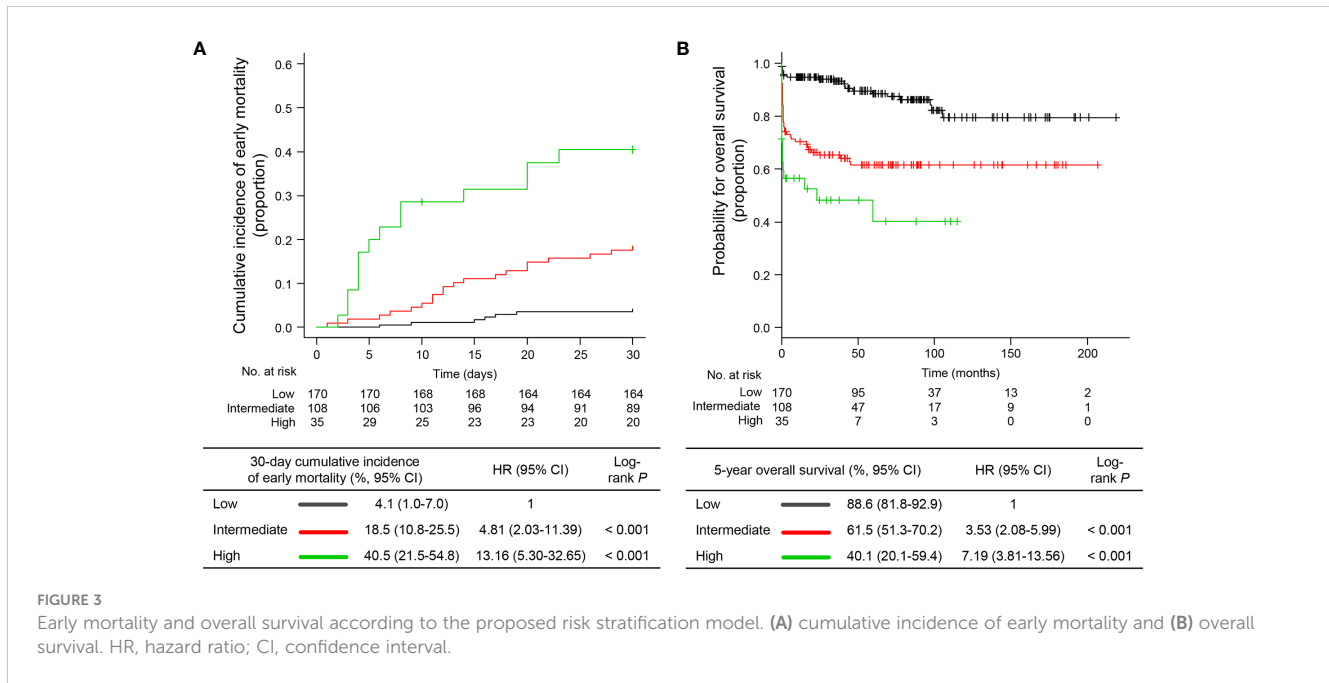 A
Cumulative incidence of early mortality
(proportion)
0.6
0.5
0.4
0.3
0.2
0.1
0.0
0 5 10 15 20 25 30
No. at risk
Time (days)
Low 170 170 168 168 164 164 164
Intermediate 108 106 103 96 94 91 89
High 35 29 25 23 23 20 20
30-day cumulative incidence
of early mortality (%, 95% CI)
HR (95% CI)
Log-
rank P
Low 4.1 (1.0-7.0) 1
Intermediate 18.5 (10.8-25.5) 4.81 (2.03-11.39) < 0.001
High 40.5 (21.5-54.8) 13.16 (5.30-32.65) < 0.001
B
Probability for overall survival
(proportion)
1.0
0.8
0.6
0.4
0.2
0.0
0 50 100 150 200
No. at risk
Time (months)
Low 170 95 37 13 2
Intermediate 108 47 17 9 1
High 35 7 3 0 0
5-year overall survival (%, 95% CI)
HR (95% CI)
Log-
rank P
Low 88.6 (81.8-92.9) 1
Intermediate 61.5 (51.3-70.2) 3.53 (2.08-5.99) < 0.001
High 40.1 (20.1-59.4) 7.19 (3.81-13.56) < 0.001
FIGURE 3
Early mortality and overall survival according to the proposed risk stratification model. (A) cumulative incidence of early mortality and (B) overall
survival. HR, hazard ratio; CI, confidence interval.